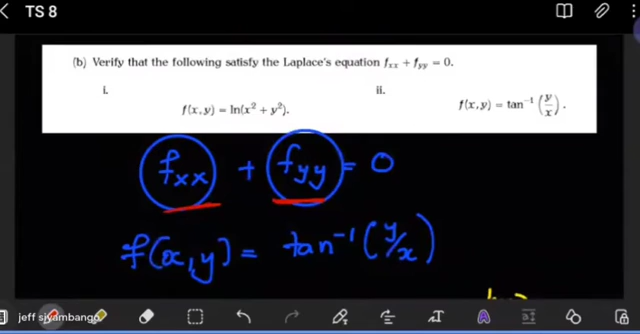 TS 8
(b) Verify that the following satisfy the Laplace's equation fxx + fyy = 0.
i.
ii.
f(x, y) = ln(x² + y²).
f(x, y) = tan⁻¹ (y/x).
fxx + fyy = 0
f(x,y) = tan⁻¹ (y/x)
jeff siyambango